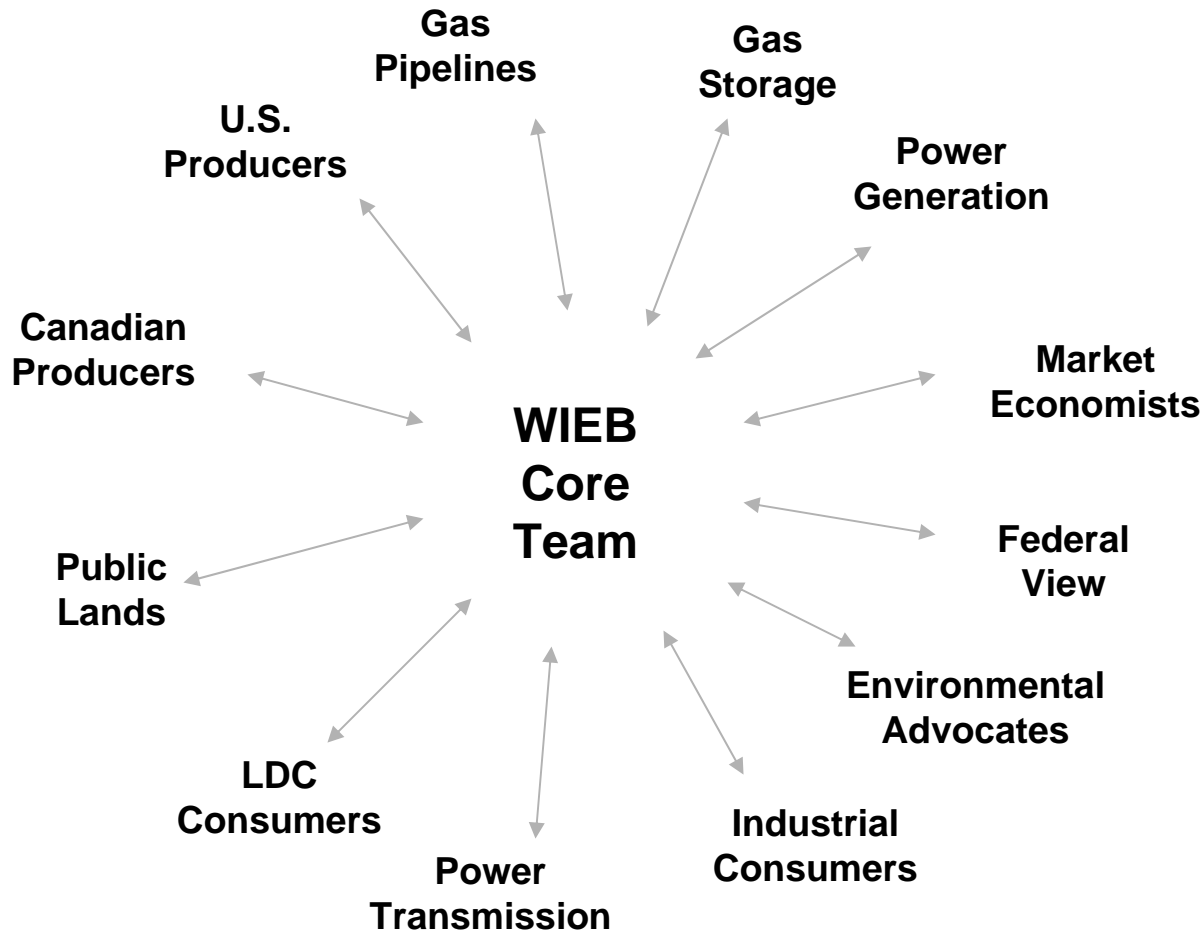 Gas
Pipelines
Gas
Storage
U.S.
Producers
Power
Generation
Canadian
Producers
Market
Economists
WIEB
Core
Team
Public
Lands
Federal
View
Environmental
Advocates
LDC
Consumers
Industrial
Consumers
Power
Transmission